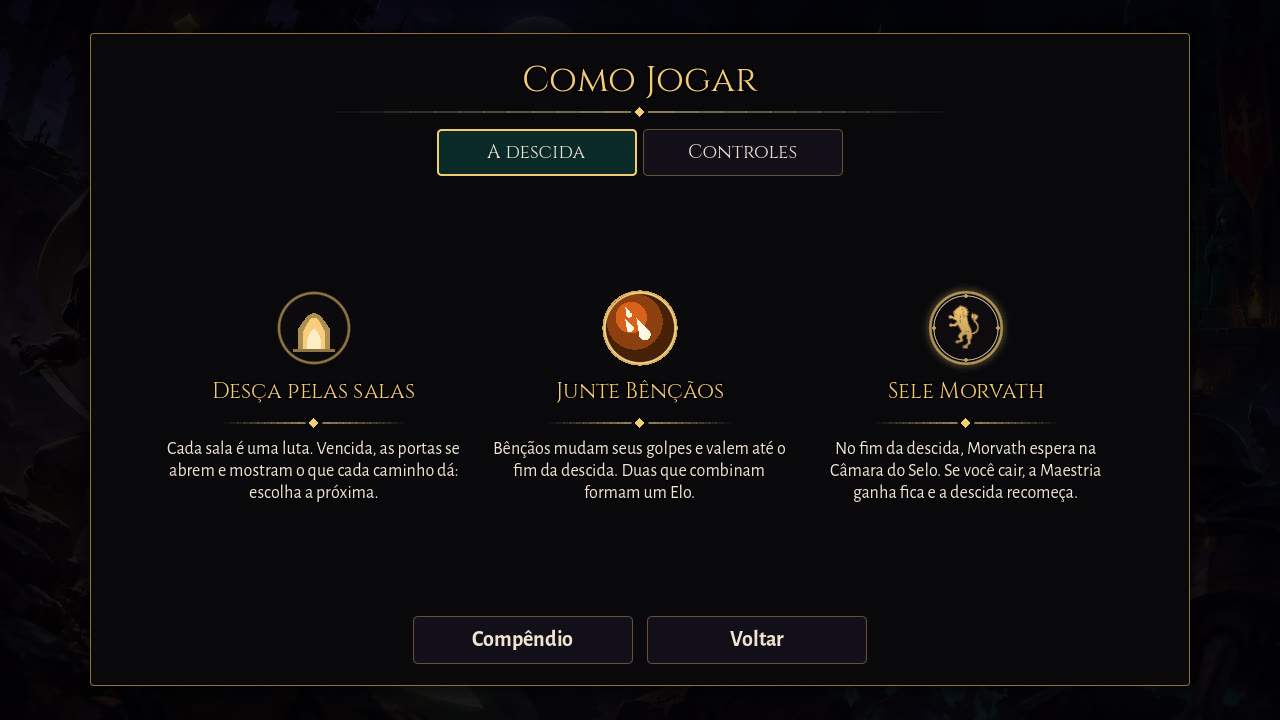 Como Jogar
A descida
Controles
Desça pelas salas
Cada sala é uma luta. Vencida, as portas se
abrem e mostram o que cada caminho dá:
escolha a próxima.
Junte Bênçãos
Bênçãos mudam seus golpes e valem até o
fim da descida. Duas que combinam
formam um Elo.
Sele Morvath
No fim da descida, Morvath espera na
Câmara do Selo. Se você cair, a Maestria
ganha fica e a descida recomeça.
Compêndio
Voltar